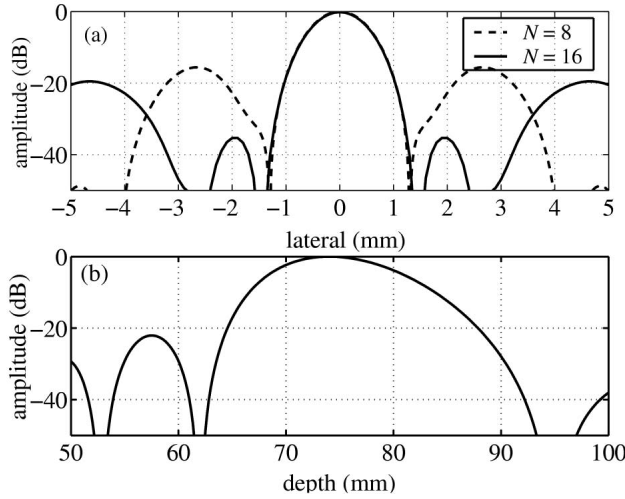 0
(a)
N = 8
N = 16
−20
−40
amplitude (dB)
−5 −4 −3 −2 −1 0 1 2 3 4 5
lateral (mm)
0
(b)
−20
−40
amplitude (dB)
50 60 70 80 90 100
depth (mm)